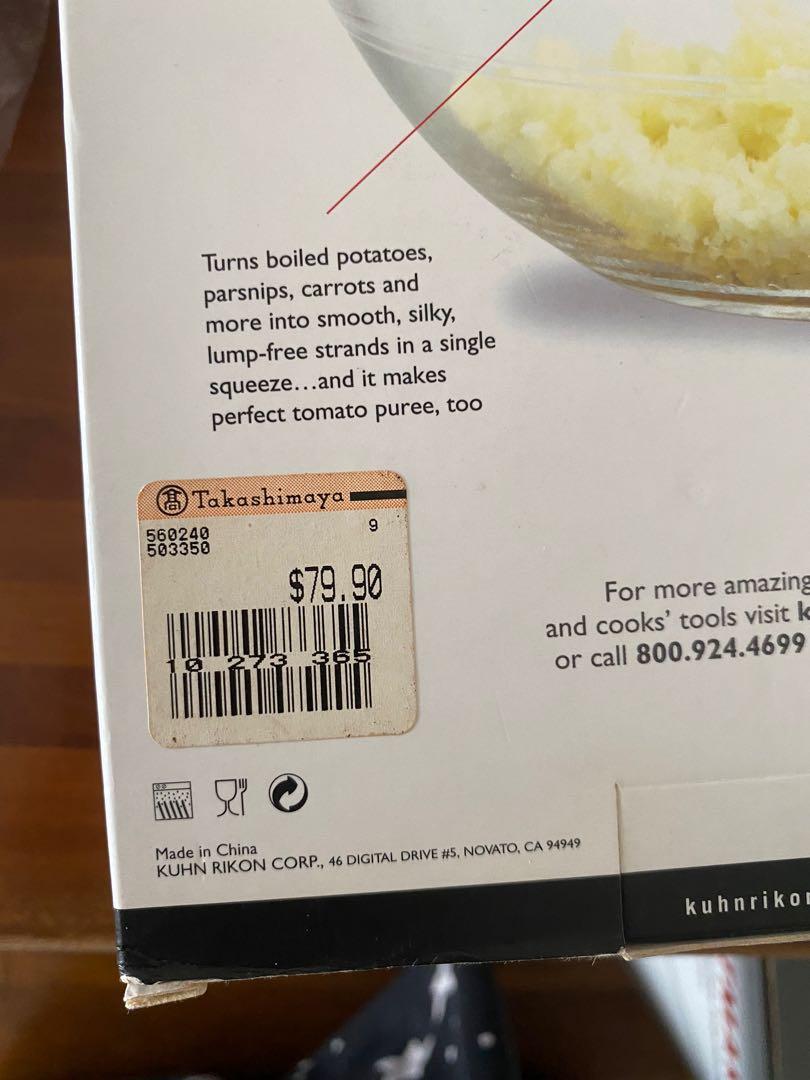 Turns boiled potatoes,
parsnips, carrots and
more into smooth, silky,
lump-free strands in a single
squeeze...and it makes
perfect tomato puree, too
髙 Takashimaya
560240 9
503350
$79.90
10 273 365
For more amazing
and cooks' tools visit k
or call 800.924.4699
Made in China
KUHN RIKON CORP., 46 DIGITAL DRIVE #5, NOVATO, CA 94949
kuhnrikon